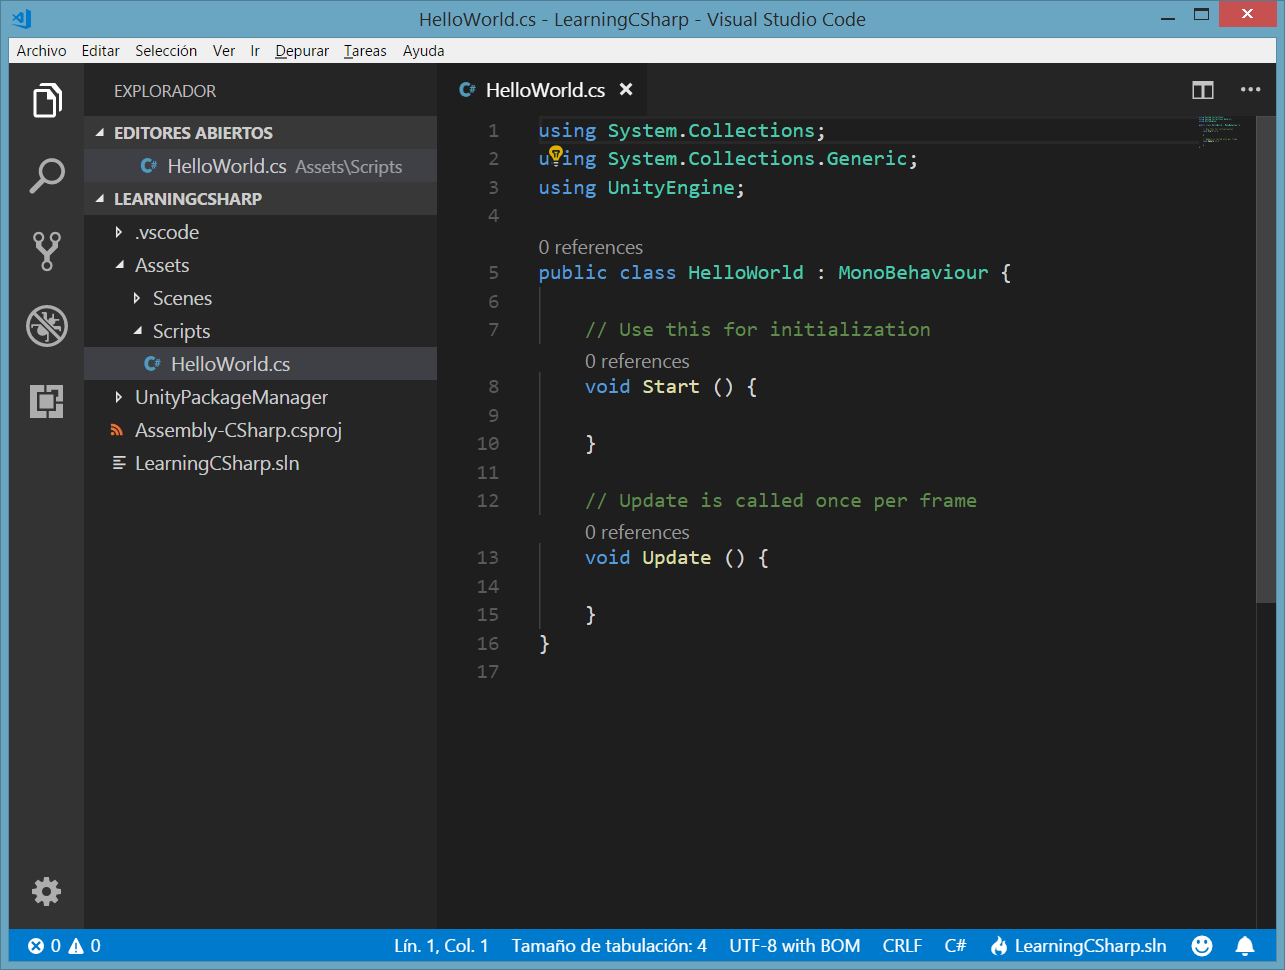 HelloWorld.cs - LearningCSharp - Visual Studio Code
Archivo Editar Selección Ver Ir Depurar Tareas Ayuda
EXPLORADOR
EDITORES ABIERTOS
HelloWorld.cs Assets\Scripts
LEARNINGCSHARP
.vscode
Assets
Scenes
Scripts
HelloWorld.cs
UnityPackageManager
Assembly-CSharp.csproj
LearningCSharp.sln
HelloWorld.cs
1 using System.Collections;
2 using System.Collections.Generic;
3 using UnityEngine;
4
0 references
5 public class HelloWorld : MonoBehaviour {
6
7 // Use this for initialization
0 references
8 void Start () {
9
10 }
11
12 // Update is called once per frame
0 references
13 void Update () {
14
15 }
16 }
17
0 0 Lín. 1, Col. 1 Tamaño de tabulación: 4 UTF-8 with BOM CRLF C# LearningCSharp.sln